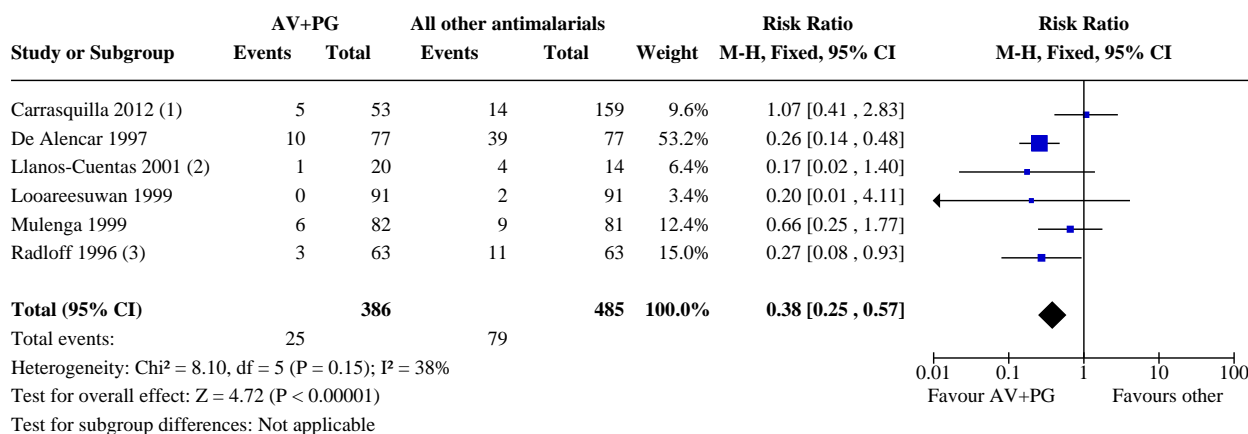 AV+PG All other antimalarials Risk Ratio Risk Ratio
Study or Subgroup Events Total Events Total Weight M-H, Fixed, 95% CI M-H, Fixed, 95% CI
Carrasquilla 2012 (1) 5 53 14 159 9.6% 1.07 [0.41 , 2.83]
De Alencar 1997 10 77 39 77 53.2% 0.26 [0.14 , 0.48]
Llanos-Cuentas 2001 (2) 1 20 4 14 6.4% 0.17 [0.02 , 1.40]
Looareesuwan 1999 0 91 2 91 3.4% 0.20 [0.01 , 4.11]
Mulenga 1999 6 82 9 81 12.4% 0.66 [0.25 , 1.77]
Radloff 1996 (3) 3 63 11 63 15.0% 0.27 [0.08 , 0.93]
Total (95% CI) 386 485 100.0% 0.38 [0.25 , 0.57]
Total events: 25 79
Heterogeneity: Chi² = 8.10, df = 5 (P = 0.15); I² = 38%
0.01 0.1 1 10 100
Test for overall effect: Z = 4.72 (P < 0.00001)
Favour AV+PG Favours other
Test for subgroup differences: Not applicable